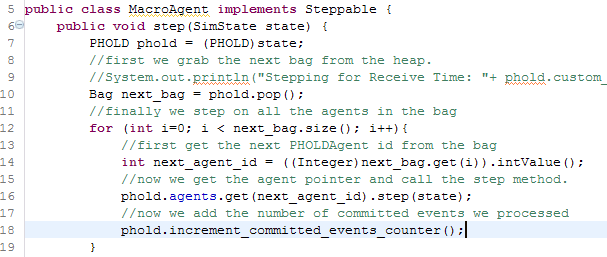 5 public class MacroAgent implements Steppable {
6 public void step(SimState state) {
7 PHOLD phold = (PHOLD)state;
8 //first we grab the next bag from the heap.
9 //System.out.println("Stepping for Receive Time: "+ phold.custom_
10 Bag next_bag = phold.pop();
11 //finally we step on all the agents in the bag
12 for (int i=0; i < next_bag.size(); i++){
13 //first get the next PHOLDAgent id from the bag
14 int next_agent_id = ((Integer)next_bag.get(i)).intValue();
15 //now we get the agent pointer and call the step method.
16 phold.agents.get(next_agent_id).step(state);
17 //now we add the number of committed events we processed
18 phold.increment_committed_events_counter();
19 }